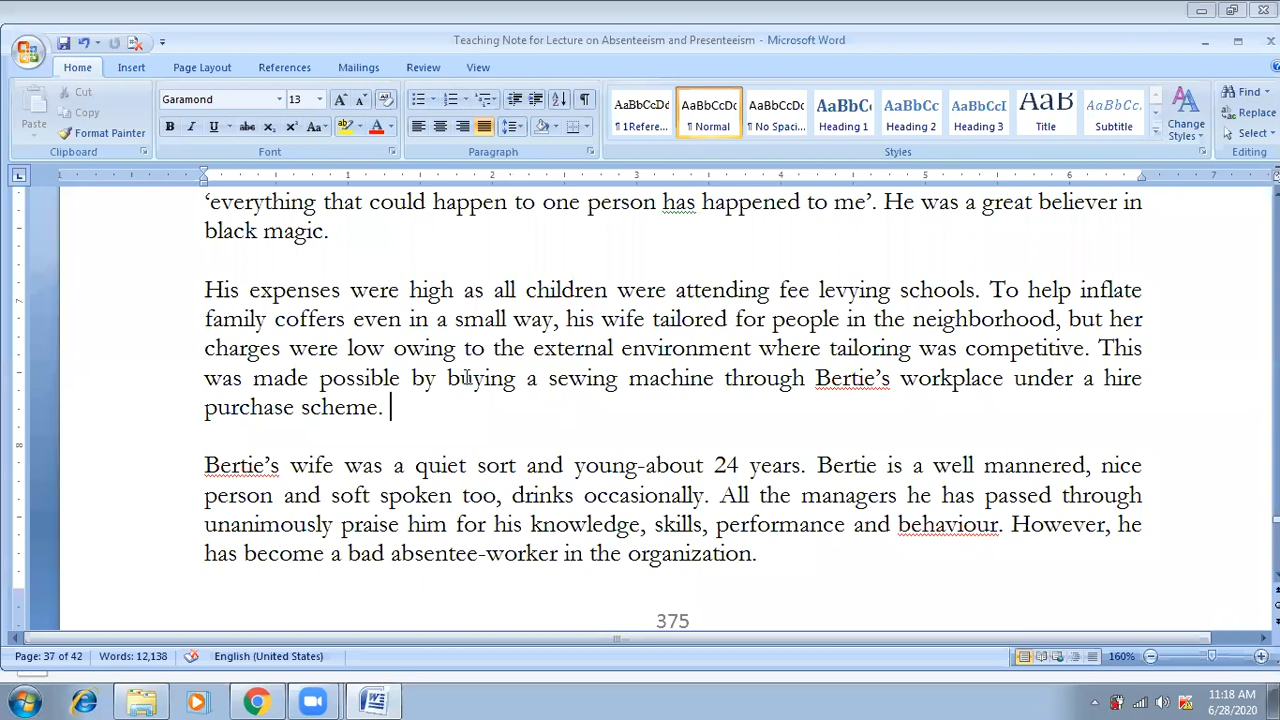 Teaching Note for Lecture on Absenteeism and Presenteeism - Microsoft Word
Home Insert Page Layout References Mailings Review View
Paste
Cut
Copy
Format Painter
Clipboard
Garamond 13
Font
Paragraph
AaBbCcDc AaBbCcDc AaBbCcDc AaBbC AaBbCc AaBbCcI AaB AaBbCc.
¶ 1Refere... ¶ Normal ¶ No Spaci... Heading 1 Heading 2 Heading 3 Title Subtitle
Change Styles
Styles
Find
Replace
Select
Editing
‘everything that could happen to one person has happened to me’. He was a great believer in
black magic.
His expenses were high as all children were attending fee levying schools. To help inflate
family coffers even in a small way, his wife tailored for people in the neighborhood, but her
charges were low owing to the external environment where tailoring was competitive. This
was made possible by buying a sewing machine through Bertie’s workplace under a hire
purchase scheme.
Bertie’s wife was a quiet sort and young-about 24 years. Bertie is a well mannered, nice
person and soft spoken too, drinks occasionally. All the managers he has passed through
unanimously praise him for his knowledge, skills, performance and behaviour. However, he
has become a bad absentee-worker in the organization.
375
Page: 37 of 42 Words: 12,138 English (United States) 160%
11:18 AM
6/28/2020